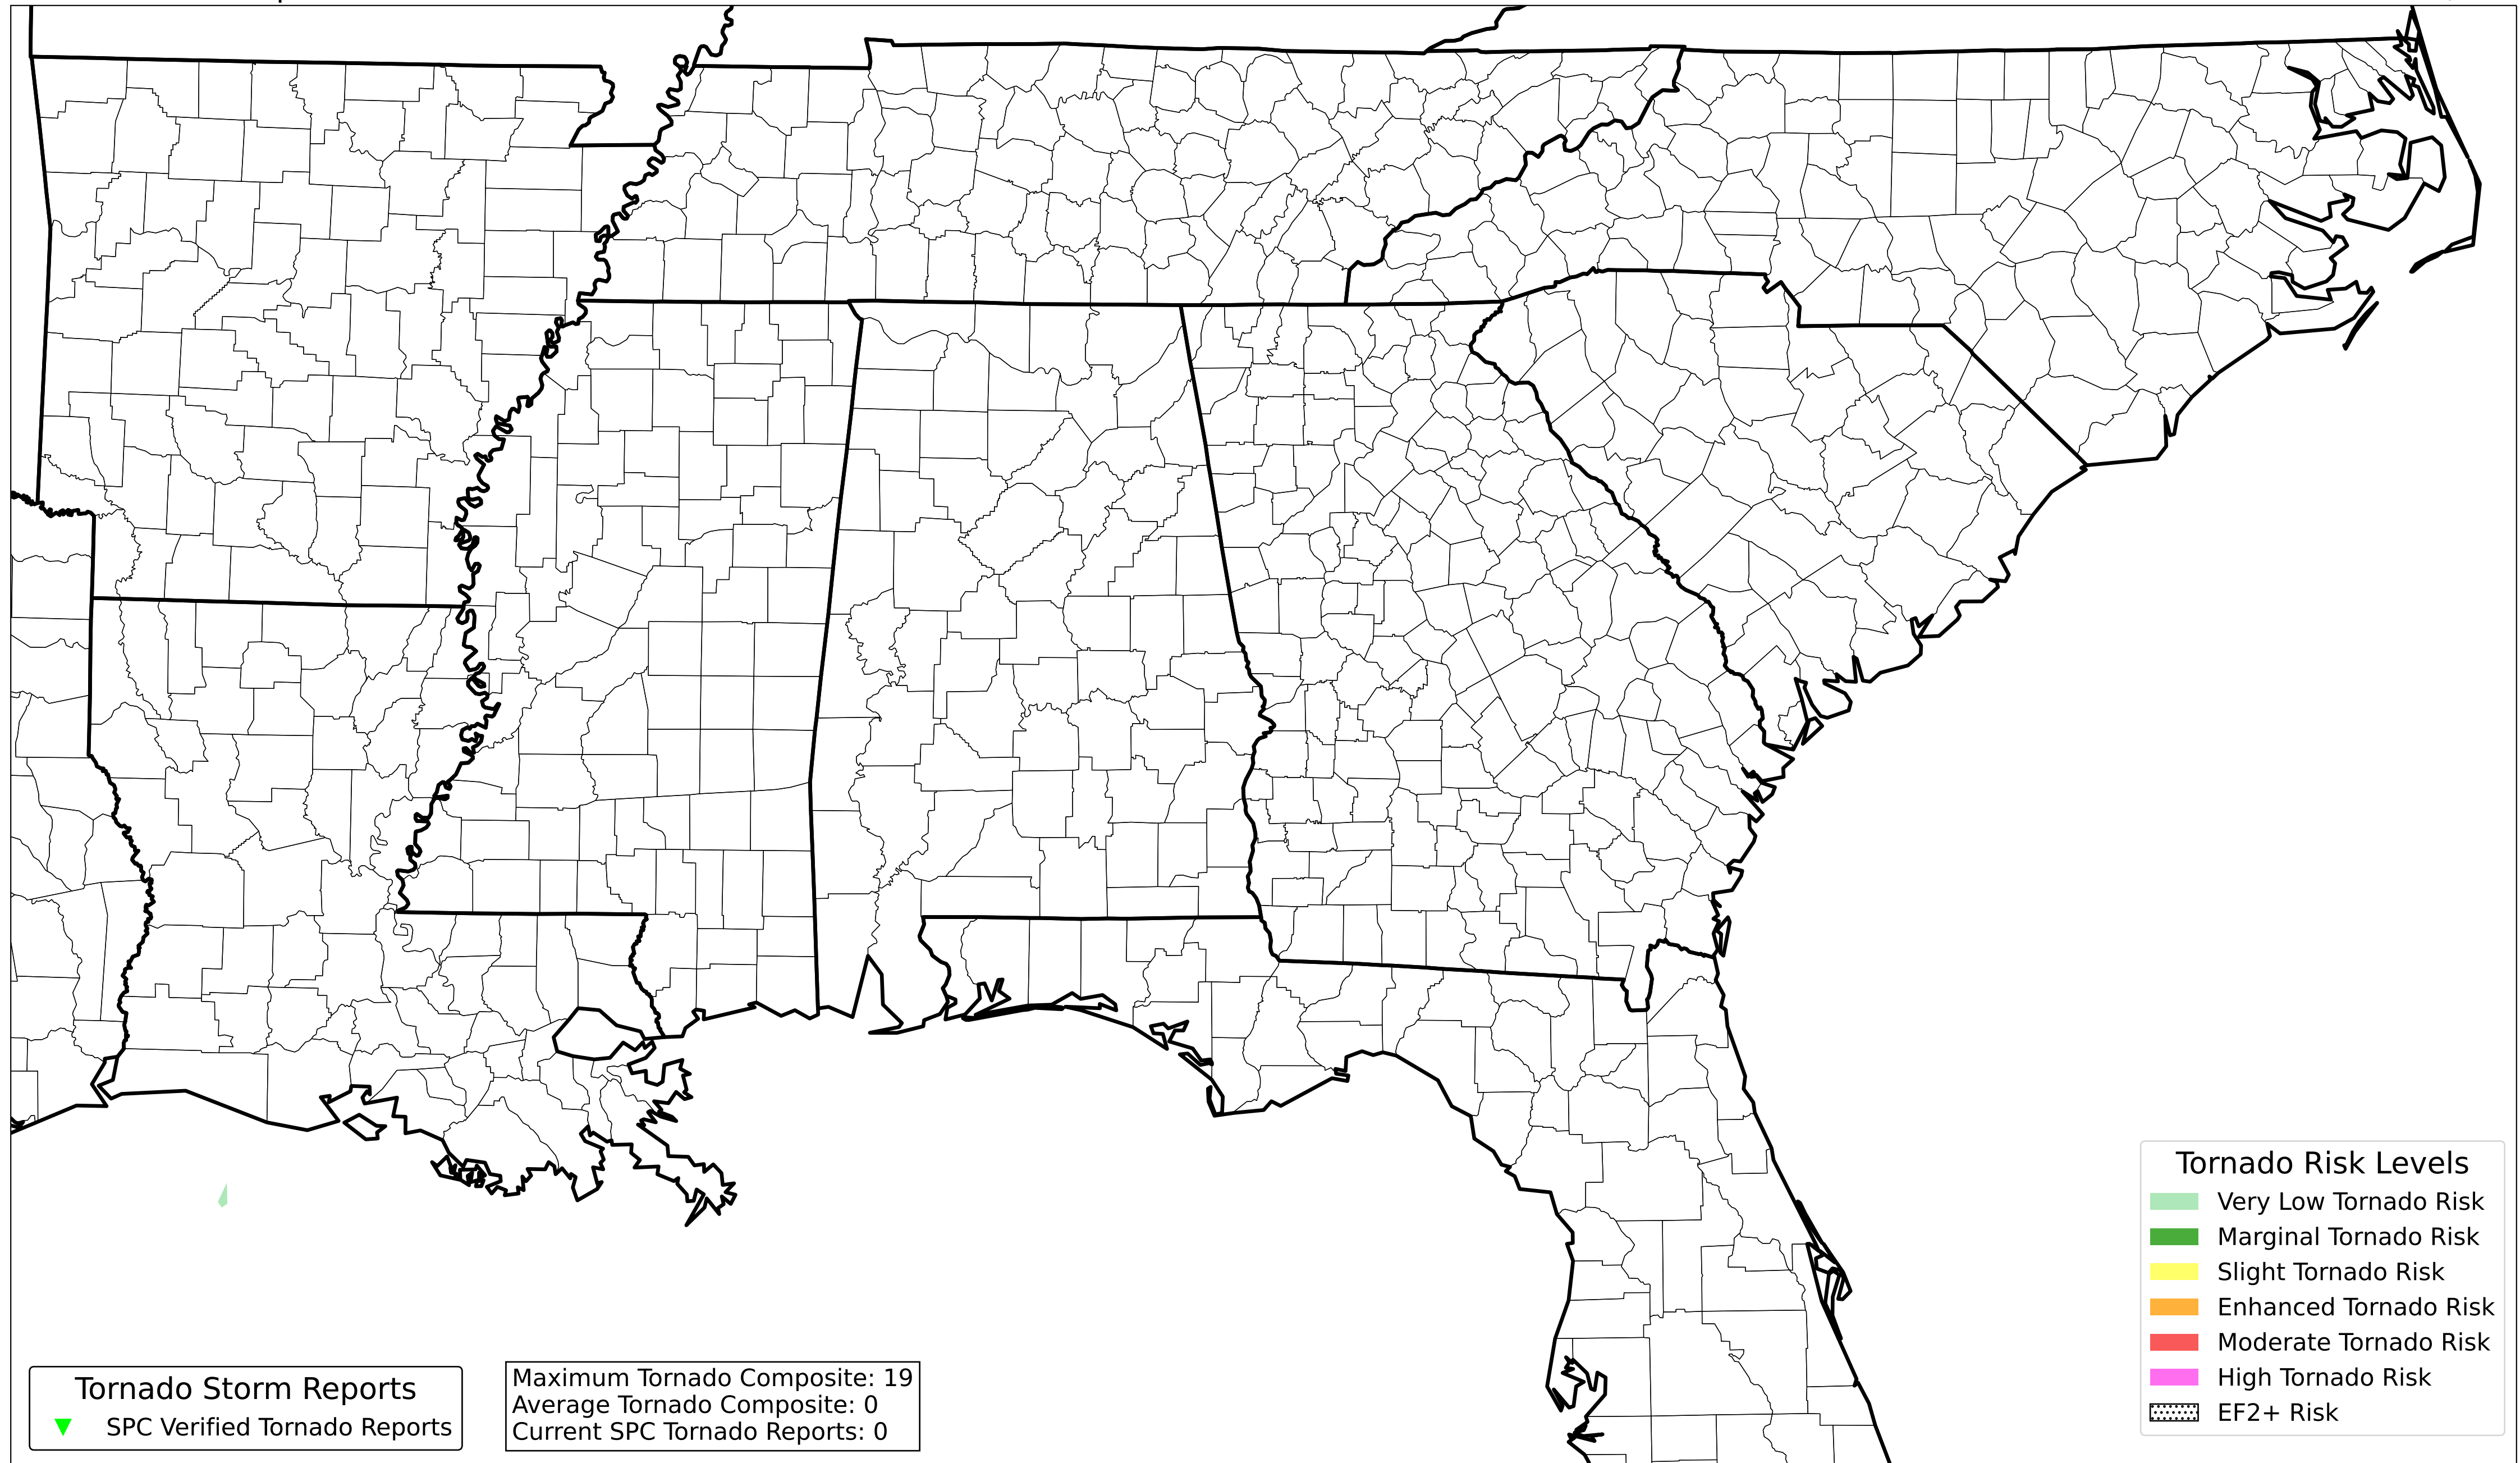 Tornado Risk Levels
Very Low Tornado Risk
Marginal Tornado Risk
Slight Tornado Risk
Enhanced Tornado Risk
Moderate Tornado Risk
High Tornado Risk
EF2+ Risk
Tornado Storm Reports
SPC Verified Tornado Reports
Maximum Tornado Composite: 19
Average Tornado Composite: 0
Current SPC Tornado Reports: 0